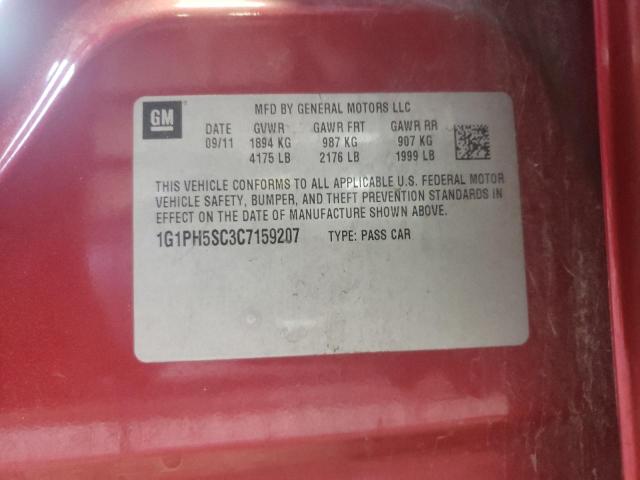 GM
MFD BY GENERAL MOTORS LLC
DATE GVWR GAWR FRT GAWR RR
09/11 1894 KG 987 KG 907 KG
4175 LB 2176 LB 1999 LB
THIS VEHICLE CONFORMS TO ALL APPLICABLE U.S. FEDERAL MOTOR
VEHICLE SAFETY, BUMPER, AND THEFT PREVENTION STANDARDS IN
EFFECT ON THE DATE OF MANUFACTURE SHOWN ABOVE.
1G1PH5SC3C7159207 TYPE: PASS CAR